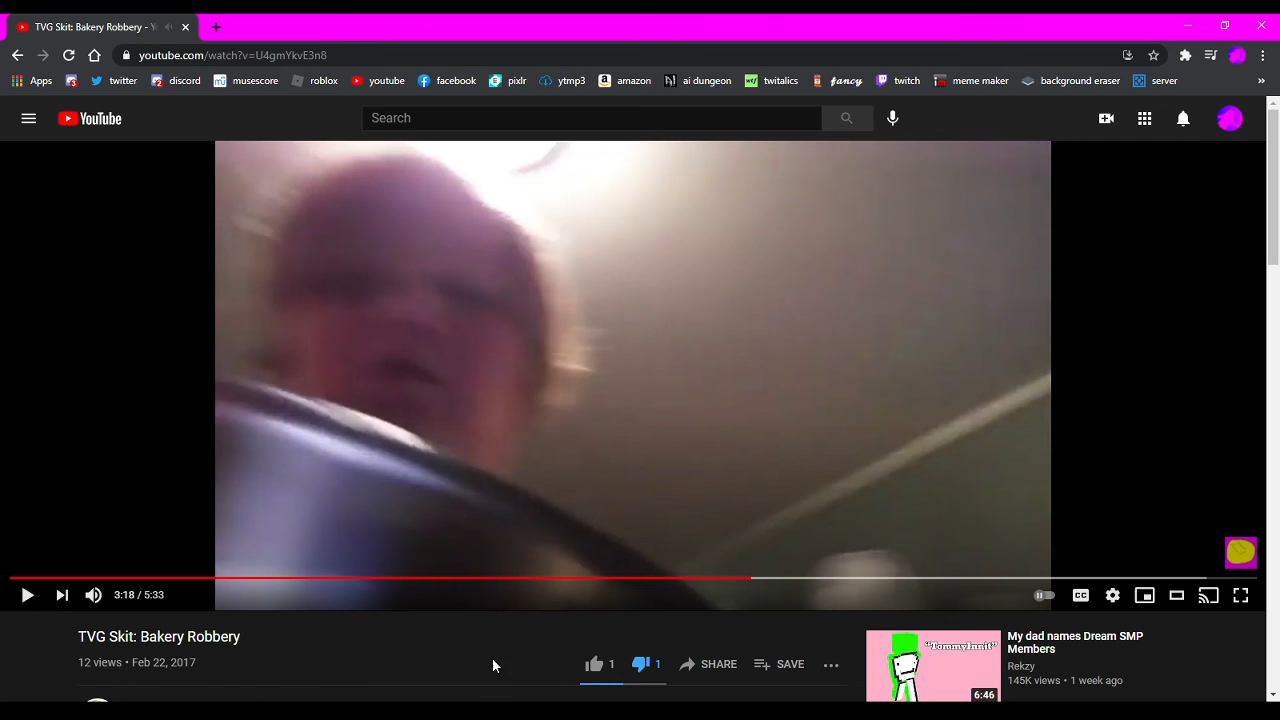 TVG Skit: Bakery Robbery - Y
youtube.com/watch?v=U4gmYkvE3n8
Apps twitter discord musescore roblox youtube facebook pixlr ytmp3 amazon ai dungeon twitalics fancy twitch meme maker background eraser server »
YouTube Search
3:18 / 5:33 CC
TVG Skit: Bakery Robbery
12 views • Feb 22, 2017
1 1 SHARE SAVE
"TommyInnit"
6:46
My dad names Dream SMP
Members
Rekzy
145K views • 1 week ago